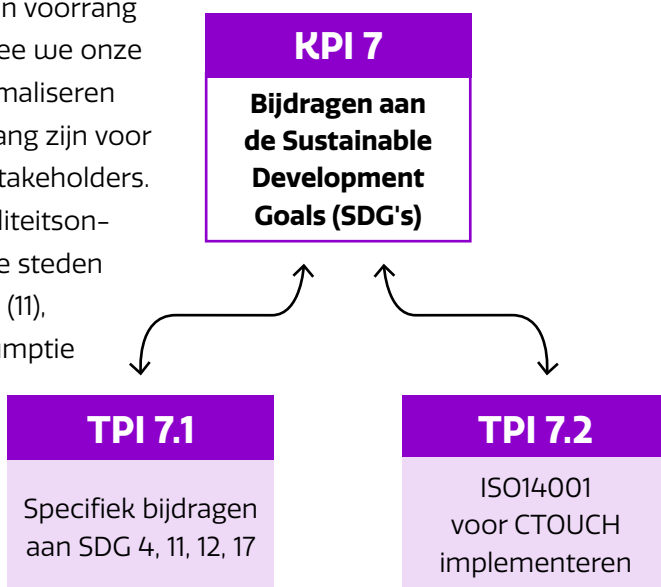 n voorrang
ee we onze
maliseren
ang zijn voor
takeholders.
liteitson-
e steden
(11),
umptie
KPI 7
Bijdragen aan
de Sustainable
Development
Goals (SDG's)
TPI 7.1
Specifiek bijdragen
aan SDG 4, 11, 12, 17
TPI 7.2
ISO14001
voor CTOUCH
implementeren